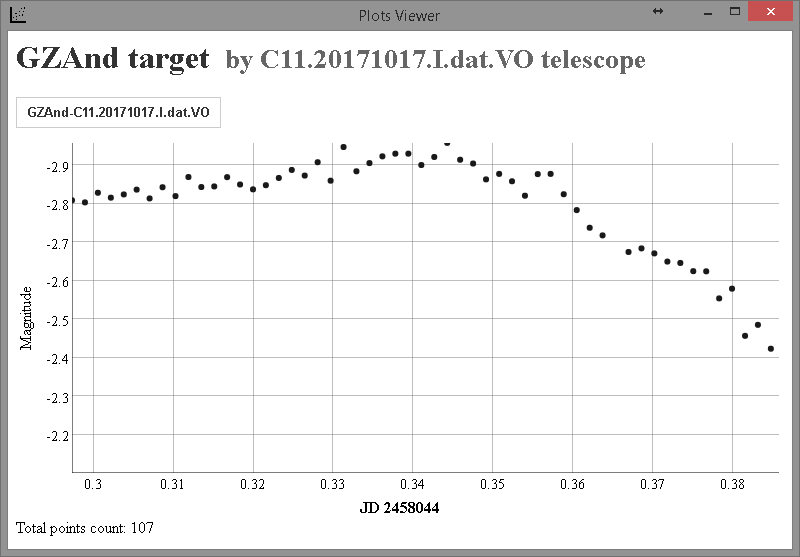 Plots Viewer
GZAnd target by C11.20171017.I.dat.VO telescope
GZAnd-C11.20171017.I.dat.VO
-2.9
-2.8
-2.7
-2.6
-2.5
-2.4
-2.3
-2.2
Magnitude
0.3 0.31 0.32 0.33 0.34 0.35 0.36 0.37 0.38
JD 2458044
Total points count: 107